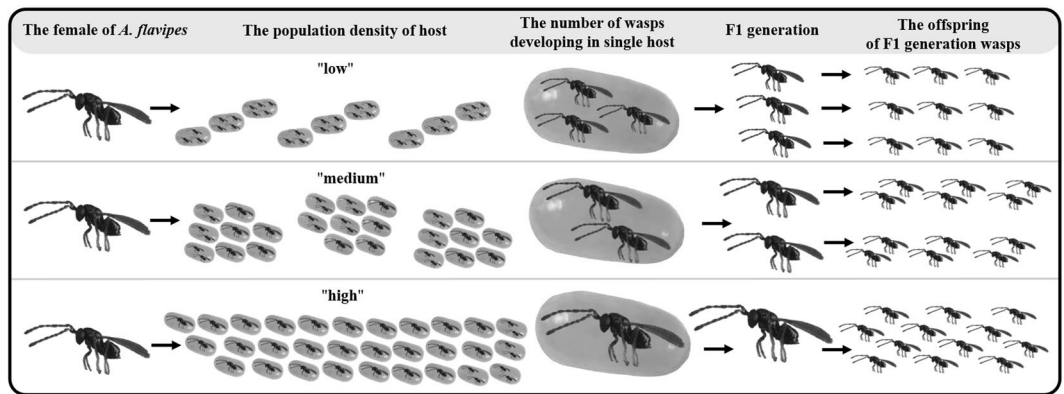 The female of A. flavipes
The population density of host
The number of wasps
developing in single host
F1 generation
The offspring
of F1 generation wasps
"low"
"medium"
"high"